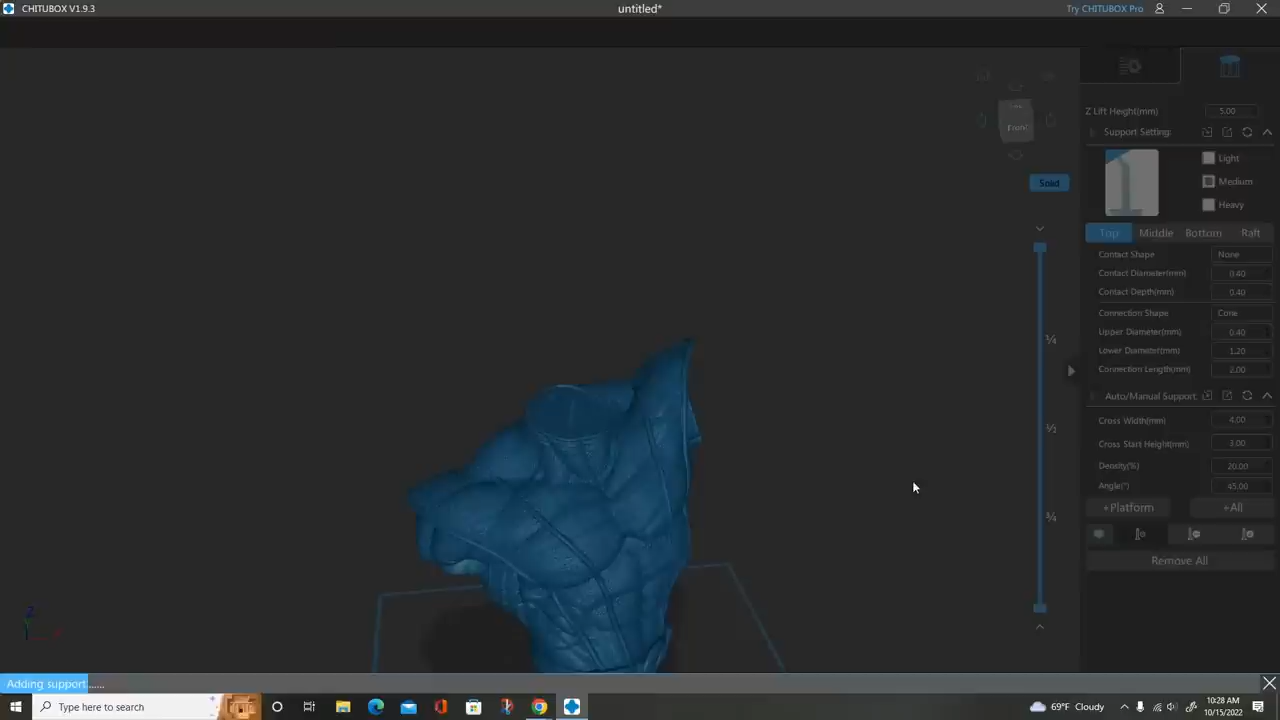 CHITUBOX V1.9.3
untitled*
Try CHITUBOX Pro
Front
Solid
Z Lift Height(mm) 5.00
Support Setting:
Light
Medium
Heavy
Top Middle Bottom Raft
Contact Shape None
Contact Diameter(mm) 0.40
Contact Depth(mm) 0.40
Connection Shape Cone
Upper Diameter(mm) 0.40
Lower Diameter(mm) 1.20
Connection Length(mm) 2.00
Auto/Manual Support
Cross Width(mm) 4.00
Cross Start Height(mm) 3.00
Density(%) 20.00
Angle(°) 45.00
+Platform +All
Remove All
1/4
1/2
3/4
Z
Adding support......
Type here to search
69°F Cloudy
10:28 AM
10/15/2022